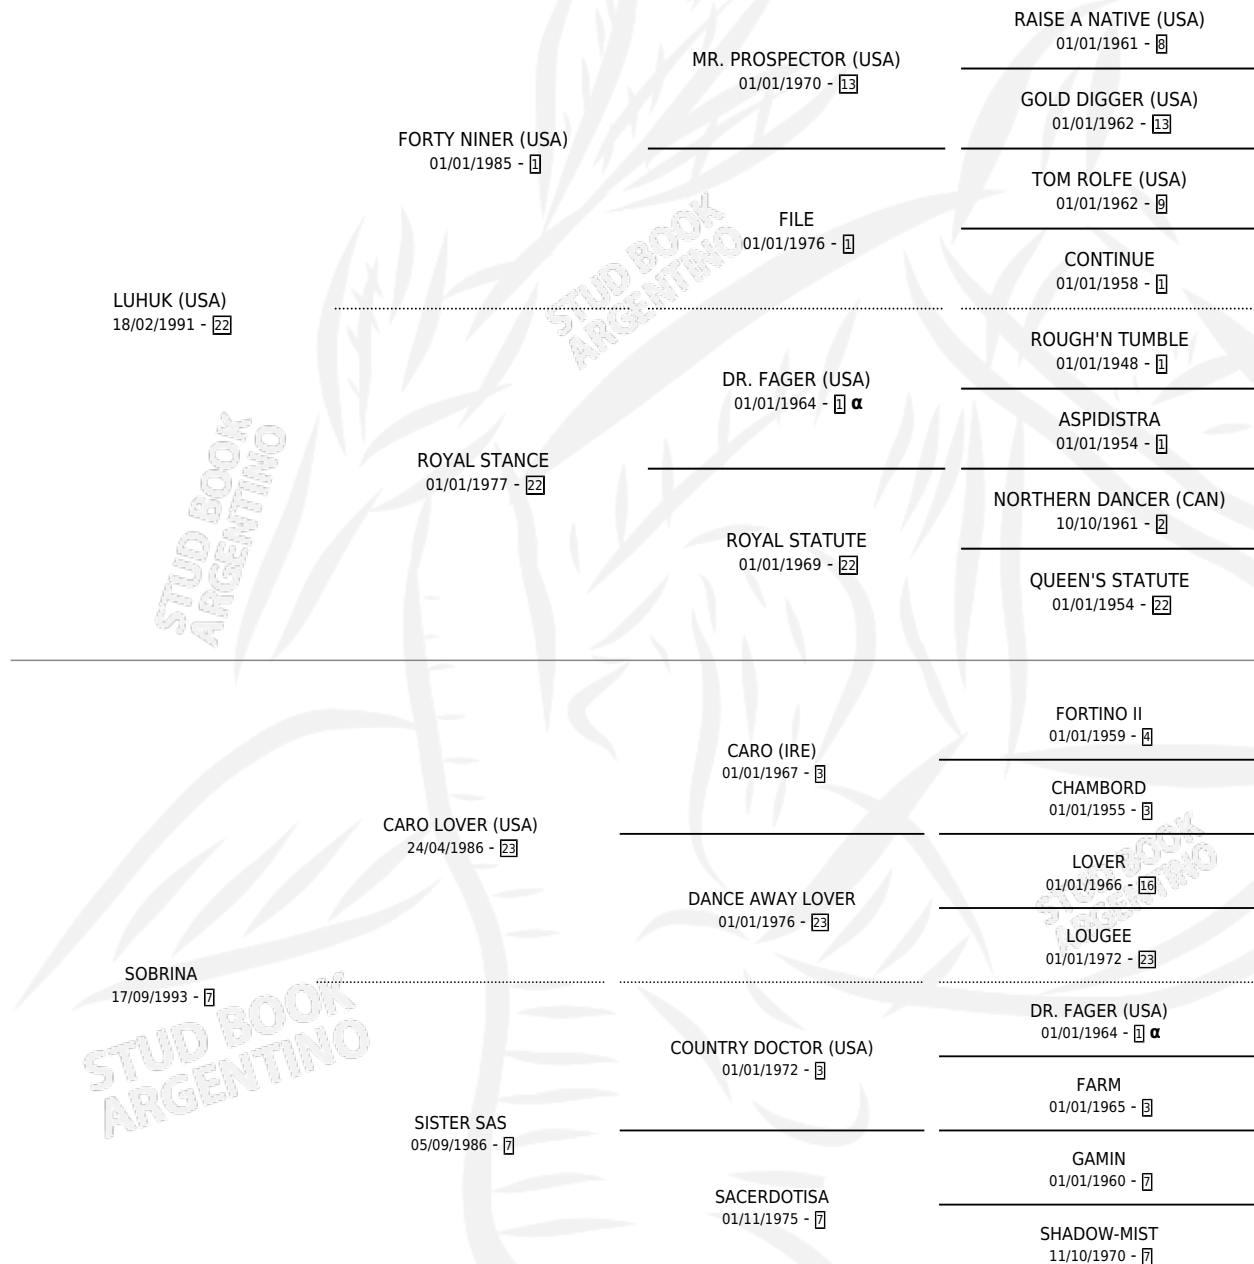 RAISE A NATIVE (USA)
01/01/1961 - 8
MR. PROSPECTOR (USA)
01/01/1970 - 13
GOLD DIGGER (USA)
01/01/1962 - 13
FORTY NINER (USA)
01/01/1985 - 1
TOM ROLFE (USA)
01/01/1962 - 9
FILE
01/01/1976 - 1
CONTINUE
01/01/1958 - 1
LUHUK (USA)
18/02/1991 - 22
ROUGH'N TUMBLE
01/01/1948 - 1
DR. FAGER (USA)
01/01/1964 - 1 α
ASPIDISTRA
01/01/1954 - 1
ROYAL STANCE
01/01/1977 - 22
NORTHERN DANCER (CAN)
10/10/1961 - 2
ROYAL STATUTE
01/01/1969 - 22
QUEEN'S STATUTE
01/01/1954 - 22
FORTINO II
01/01/1959 - 4
CARO (IRE)
01/01/1967 - 3
CHAMBORD
01/01/1955 - 3
CARO LOVER (USA)
24/04/1986 - 23
LOVER
01/01/1966 - 16
DANCE AWAY LOVER
01/01/1976 - 23
LOUGEE
01/01/1972 - 23
SOBRINA
17/09/1993 - 7
DR. FAGER (USA)
01/01/1964 - 1 α
COUNTRY DOCTOR (USA)
01/01/1972 - 3
FARM
01/01/1965 - 3
SISTER SAS
05/09/1986 - 7
GAMIN
01/01/1960 - 7
SACERDOTISA
01/11/1975 - 7
SHADOW-MIST
11/10/1970 - 7
STUD BOOK
ARGENTINO
STUD BOOK
ARGENTINO
STUD BOOK
ARGENTINO
STUD BOOK
ARGENTINO